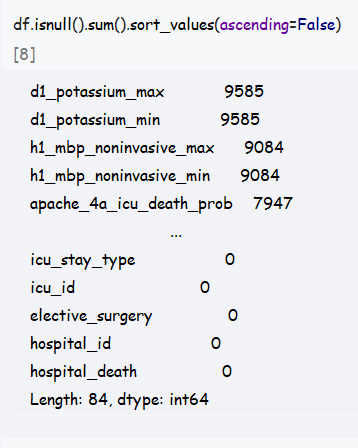 df.isnull().sum().sort_values(ascending=False)
[8]
d1_potassium_max 9585
d1_potassium_min 9585
h1_mbp_noninvasive_max 9084
h1_mbp_noninvasive_min 9084
apache_4a_icu_death_prob 7947
...
icu_stay_type 0
icu_id 0
elective_surgery 0
hospital_id 0
hospital_death 0
Length: 84, dtype: int64